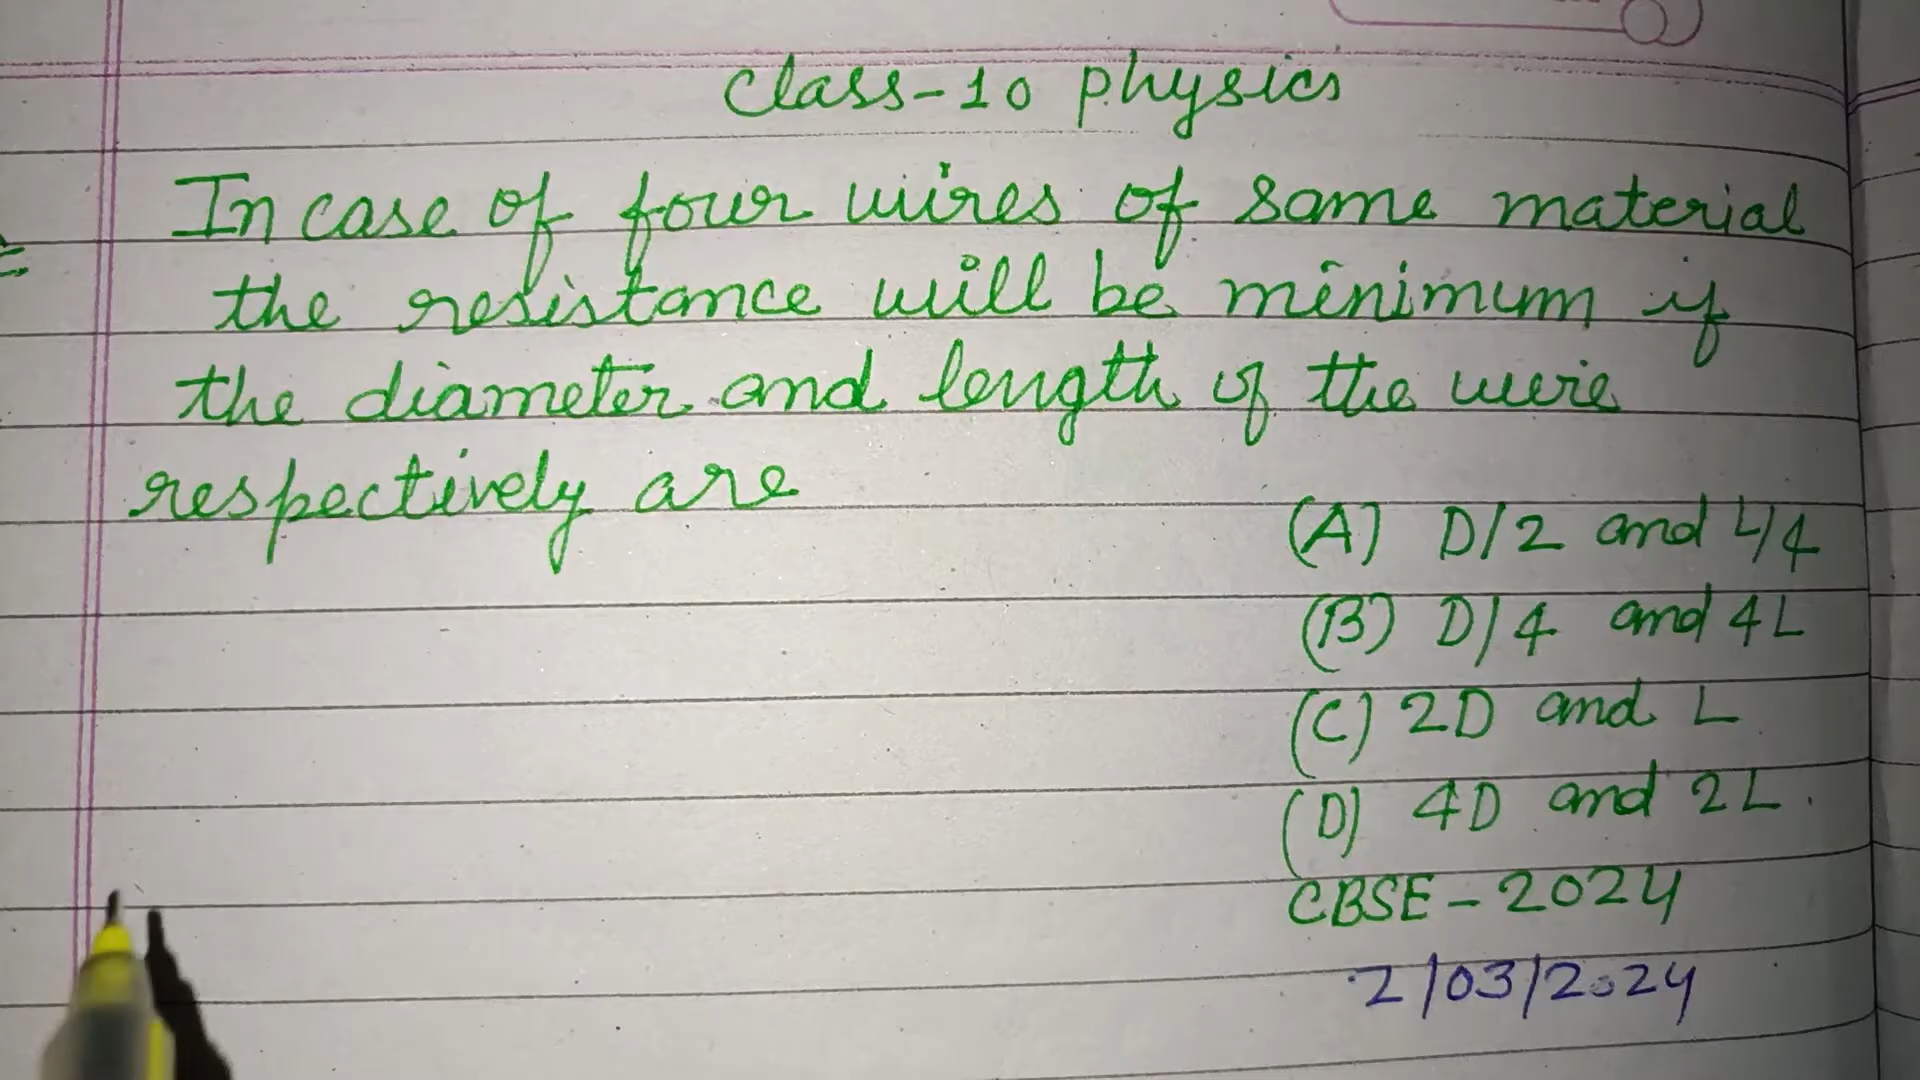 Class-10 physics
In case of four wires of same material
the resistance will be minimum if
the diameter and length of the wire
respectively are
(A) D/2 and L/4
(B) D/4 and 4L
(C) 2D and L
(D) 4D and 2L.
CBSE-2024
2/03/2024